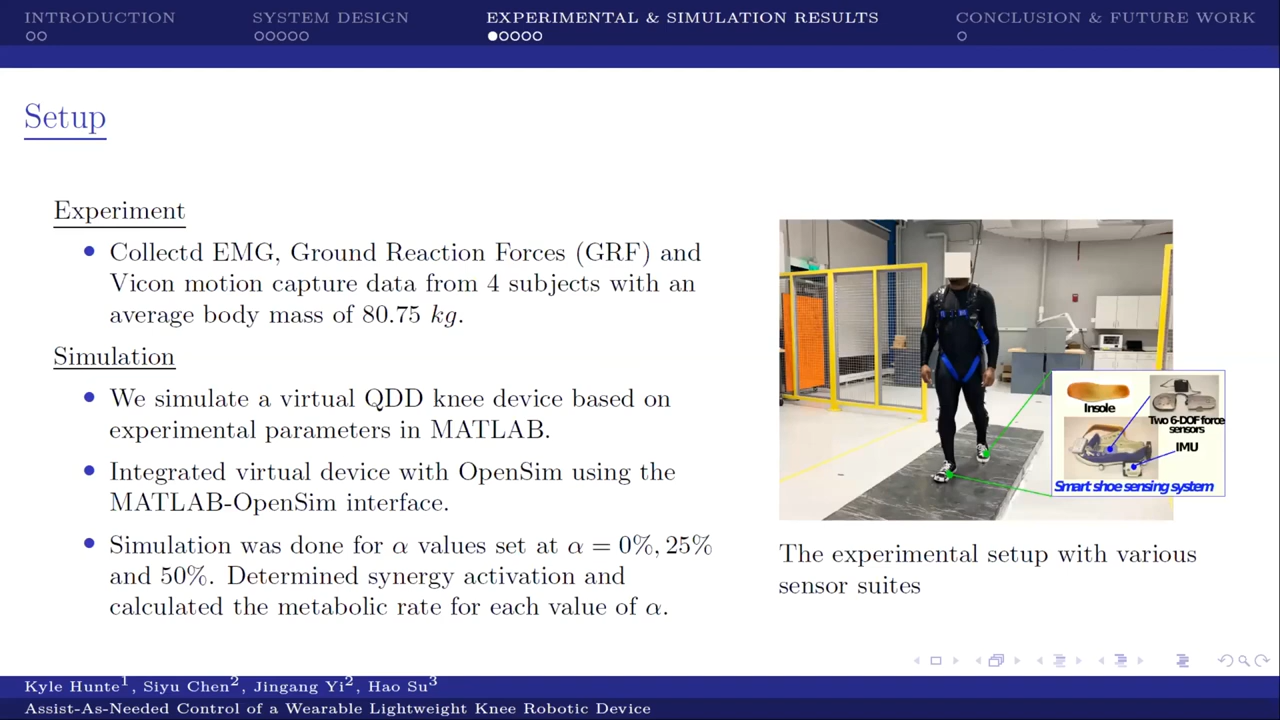 INTRODUCTION
SYSTEM DESIGN
EXPERIMENTAL & SIMULATION RESULTS
CONCLUSION & FUTURE WORK
Setup
Experiment
Collectd EMG, Ground Reaction Forces (GRF) and
Vicon motion capture data from 4 subjects with an
average body mass of 80.75 kg.
Simulation
We simulate a virtual QDD knee device based on
experimental parameters in MATLAB.
Integrated virtual device with OpenSim using the
MATLAB-OpenSim interface.
Simulation was done for α values set at α = 0%, 25%
and 50%. Determined synergy activation and
calculated the metabolic rate for each value of α.
Insole
Two 6-DOF force
sensors
IMU
Smart shoe sensing system
The experimental setup with various
sensor suites
Kyle Hunte¹, Siyu Chen², Jingang Yi², Hao Su³
Assist-As-Needed Control of a Wearable Lightweight Knee Robotic Device